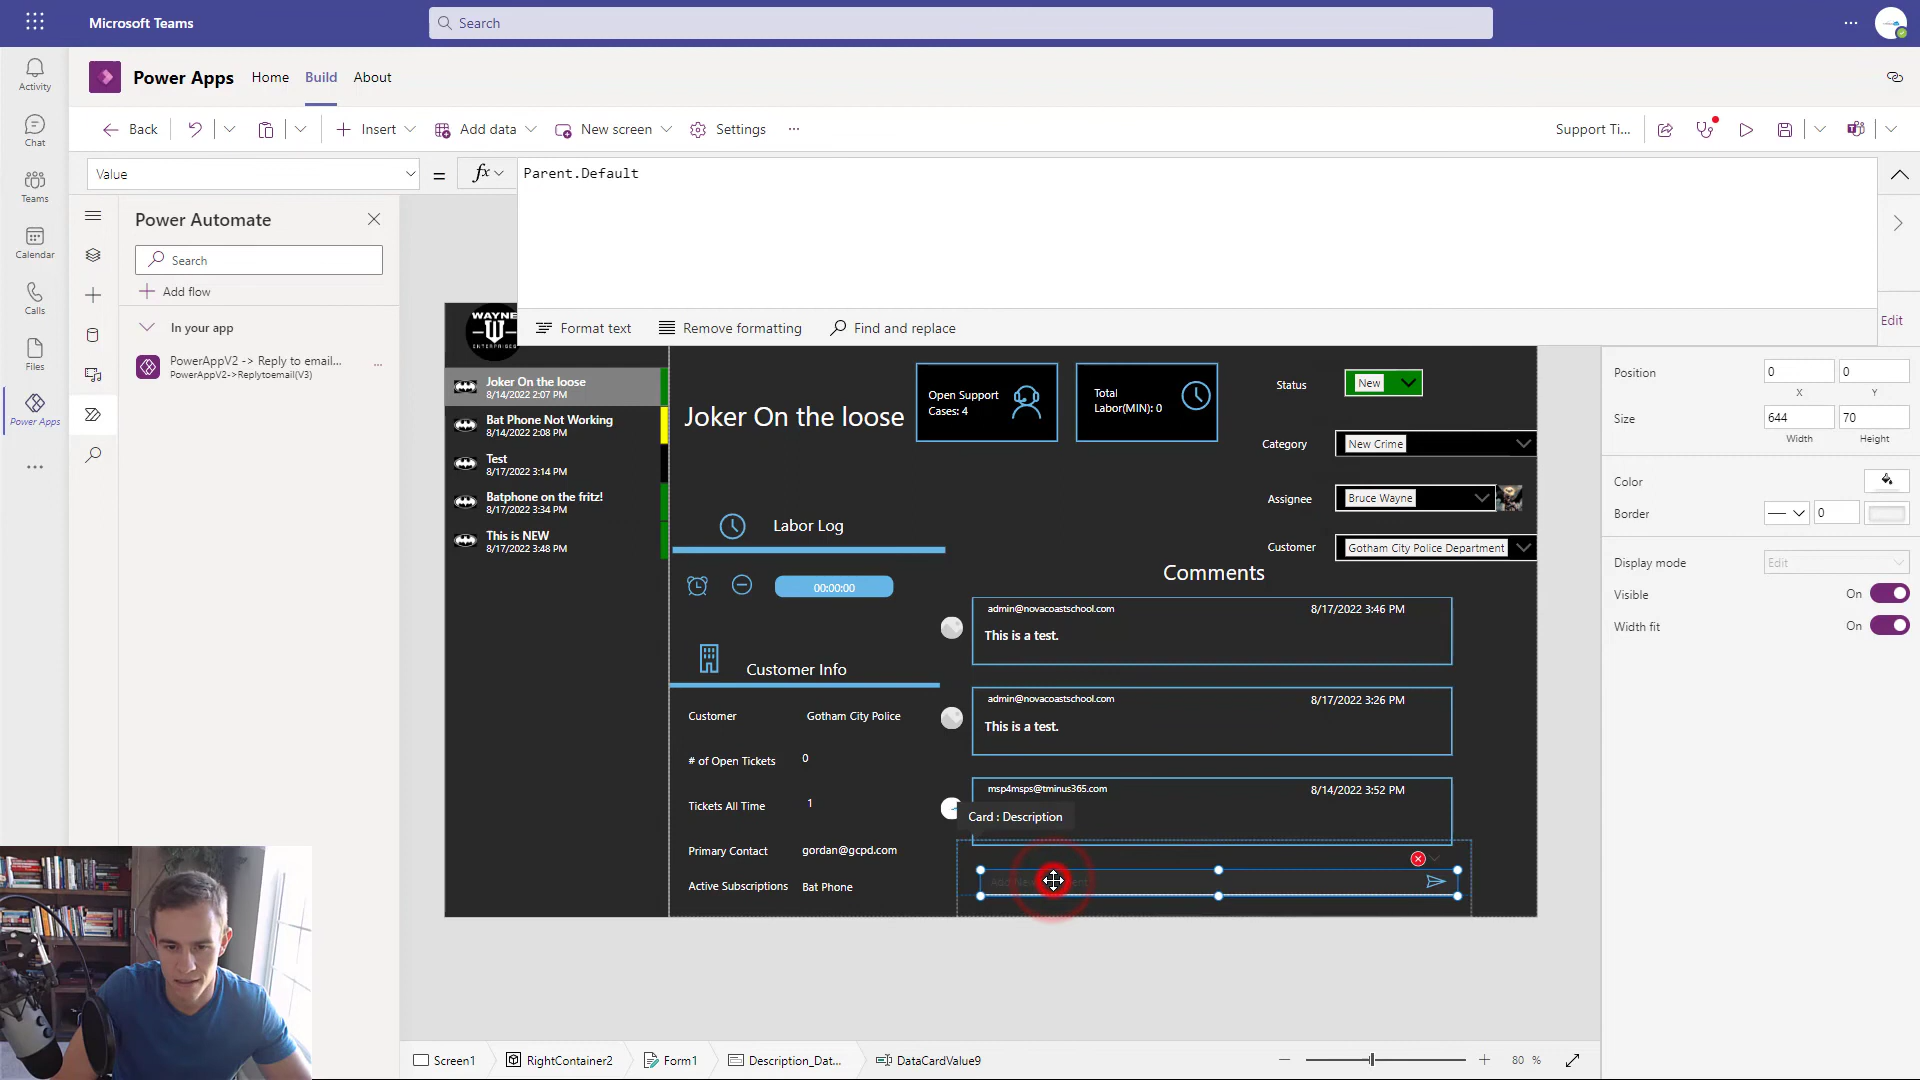 Microsoft Teams
Search
Power Apps
Home
Build
About
Activity
Chat
Teams
Calendar
Calls
Files
Power Apps
Back
Insert
Add data
New screen
Settings
Support Ti...
Value
=
fx
Parent.Default
Power Automate
Search
Add flow
In your app
PowerAppV2 -> Reply to email...
PowerAppV2->Replytoemail(V3)
Format text
Remove formatting
Find and replace
Edit
WAYNE
ENTERPRISES
Joker On the loose
8/14/2022 2:07 PM
Bat Phone Not Working
8/14/2022 2:08 PM
Test
8/17/2022 3:14 PM
Batphone on the fritz!
8/17/2022 3:34 PM
This is NEW
8/17/2022 3:48 PM
Joker On the loose
Open Support
Cases: 4
Total
Labor(MIN): 0
Status
New
Category
New Crime
Assignee
Bruce Wayne
Customer
Gotham City Police Department
Labor Log
00:00:00
Customer Info
Customer
Gotham City Police
# of Open Tickets
0
Tickets All Time
1
Primary Contact
gordan@gcpd.com
Active Subscriptions
Bat Phone
Comments
admin@novacoastschool.com
8/17/2022 3:46 PM
This is a test.
admin@novacoastschool.com
8/17/2022 3:26 PM
This is a test.
msp4msps@tminus365.com
8/14/2022 3:52 PM
Card : Description
Position
0
0
X
Y
Size
644
70
Width
Height
Color
Border
0
Display mode
Edit
Visible
On
Width fit
On
Screen1
RightContainer2
Form1
Description_Dat...
DataCardValue9
80 %